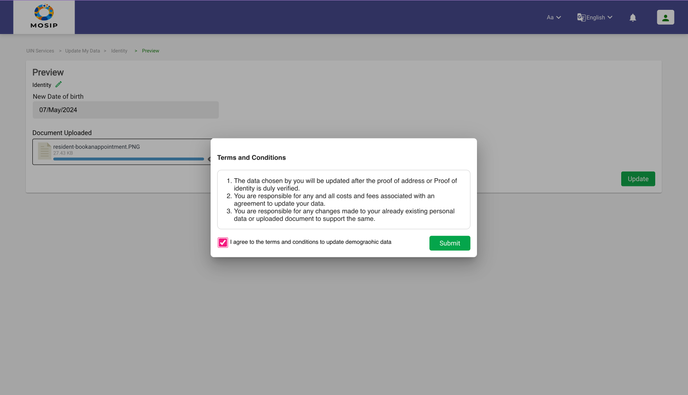 MOSIP
Aa
English
UIN Services > Update My Data > Identity > Preview
Preview
Identity
New Date of birth
07/May/2024
Document Uploaded
resident-bookanappointment.PNG
27.43 KB
Update
Terms and Conditions
1. The data chosen by you will be updated after the proof of address or Proof of
identity is duly verified.
2. You are responsible for any and all costs and fees associated with an
agreement to update your data.
3. You are responsible for any changes made to your already existing personal
data or uploaded document to support the same.
I agree to the terms and conditions to update demograohic data
Submit